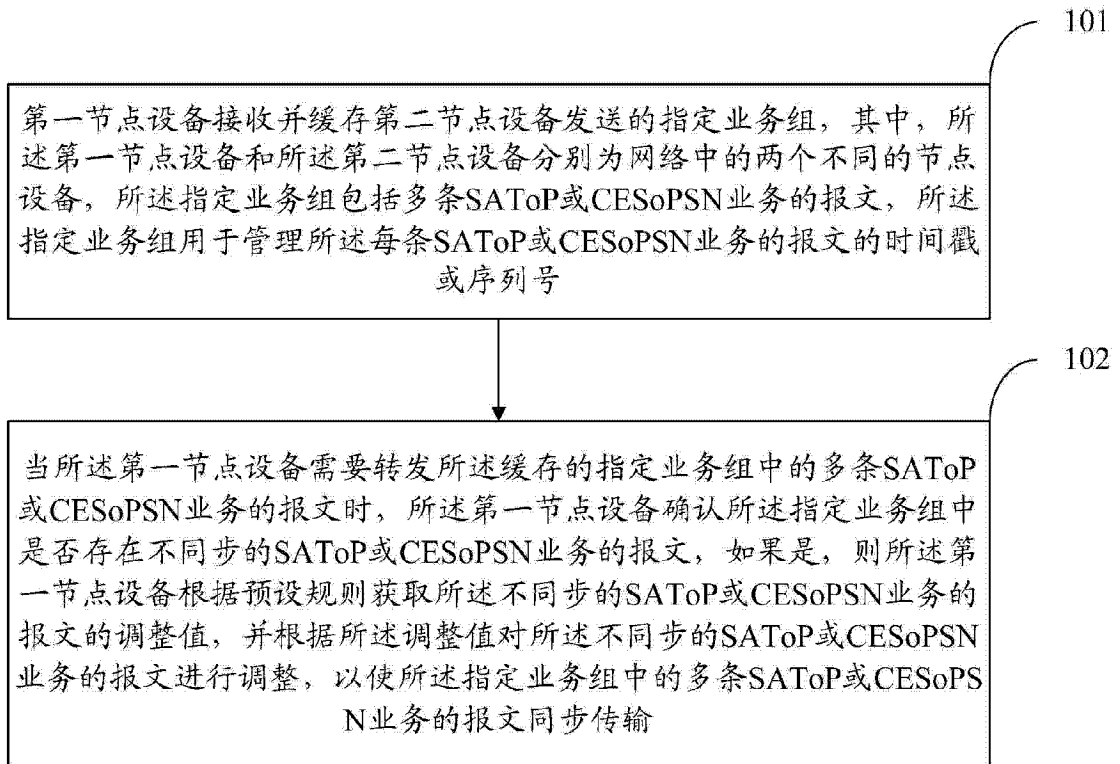 101
第一节点设备接收并缓存第二节点设备发送的指定业务组，其中，所
述第一节点设备和所述第二节点设备分别为网络中的两个不同的节点
设备，所述指定业务组包括多条SAToP或CESoPSN业务的报文，所述
指定业务组用于管理所述每条SAToP或CESoPSN业务的报文的时间戳
或序列号
102
当所述第一节点设备需要转发所述缓存的指定业务组中的多条SAToP
或CESoPSN业务的报文时，所述第一节点设备确认所述指定业务组中
是否存在不同步的SAToP或CESoPSN业务的报文，如果是，则所述第
一节点设备根据预设规则获取所述不同步的SAToP或CESoPSN业务的
报文的调整值，并根据所述调整值对所述不同步的SAToP或CESoPSN
业务的报文进行调整，以使所述指定业务组中的多条SAToP或CESoPS
N业务的报文同步传输